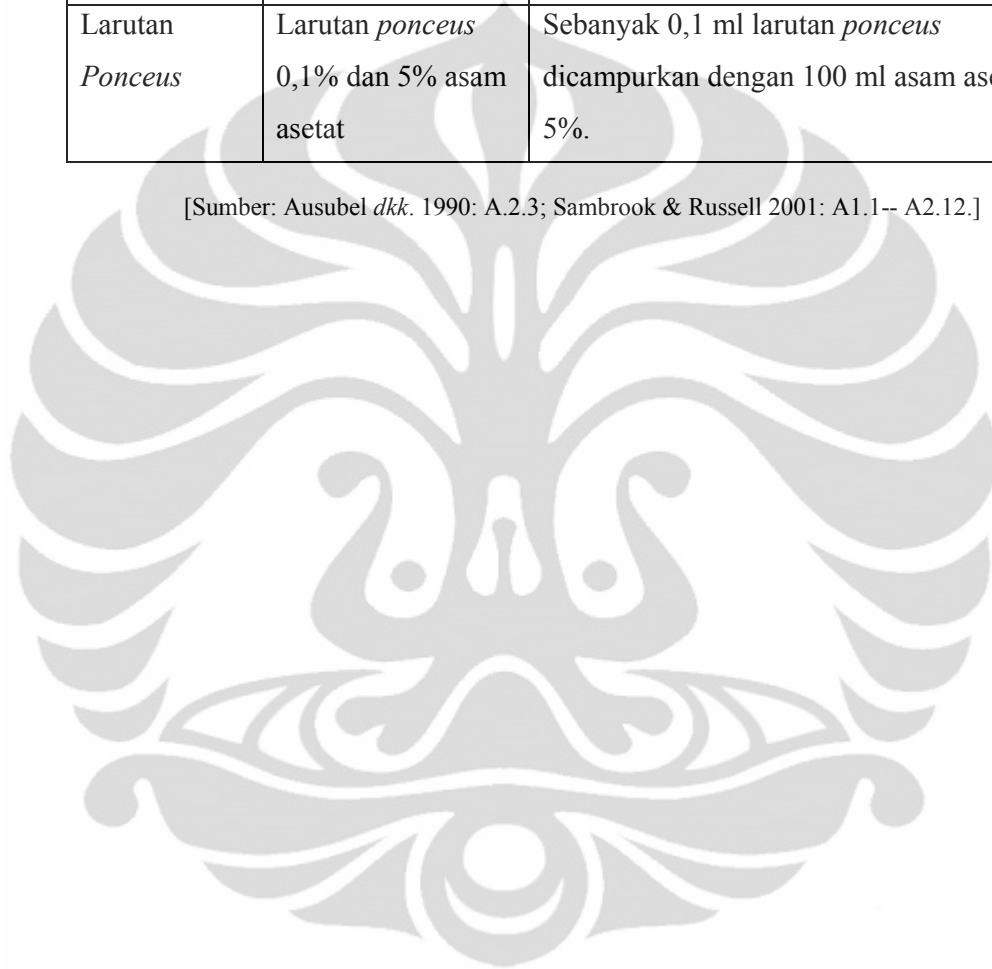 Larutan Larutan ponceus Sebanyak 0,1 ml larutan ponceus
Ponceus 0,1% dan 5% asam dicampurkan dengan 100 ml asam
asetat 5%.
[Sumber: Ausubel dkk. 1990: A.2.3; Sambrook & Russell 2001: A1.1-- A2.12.]